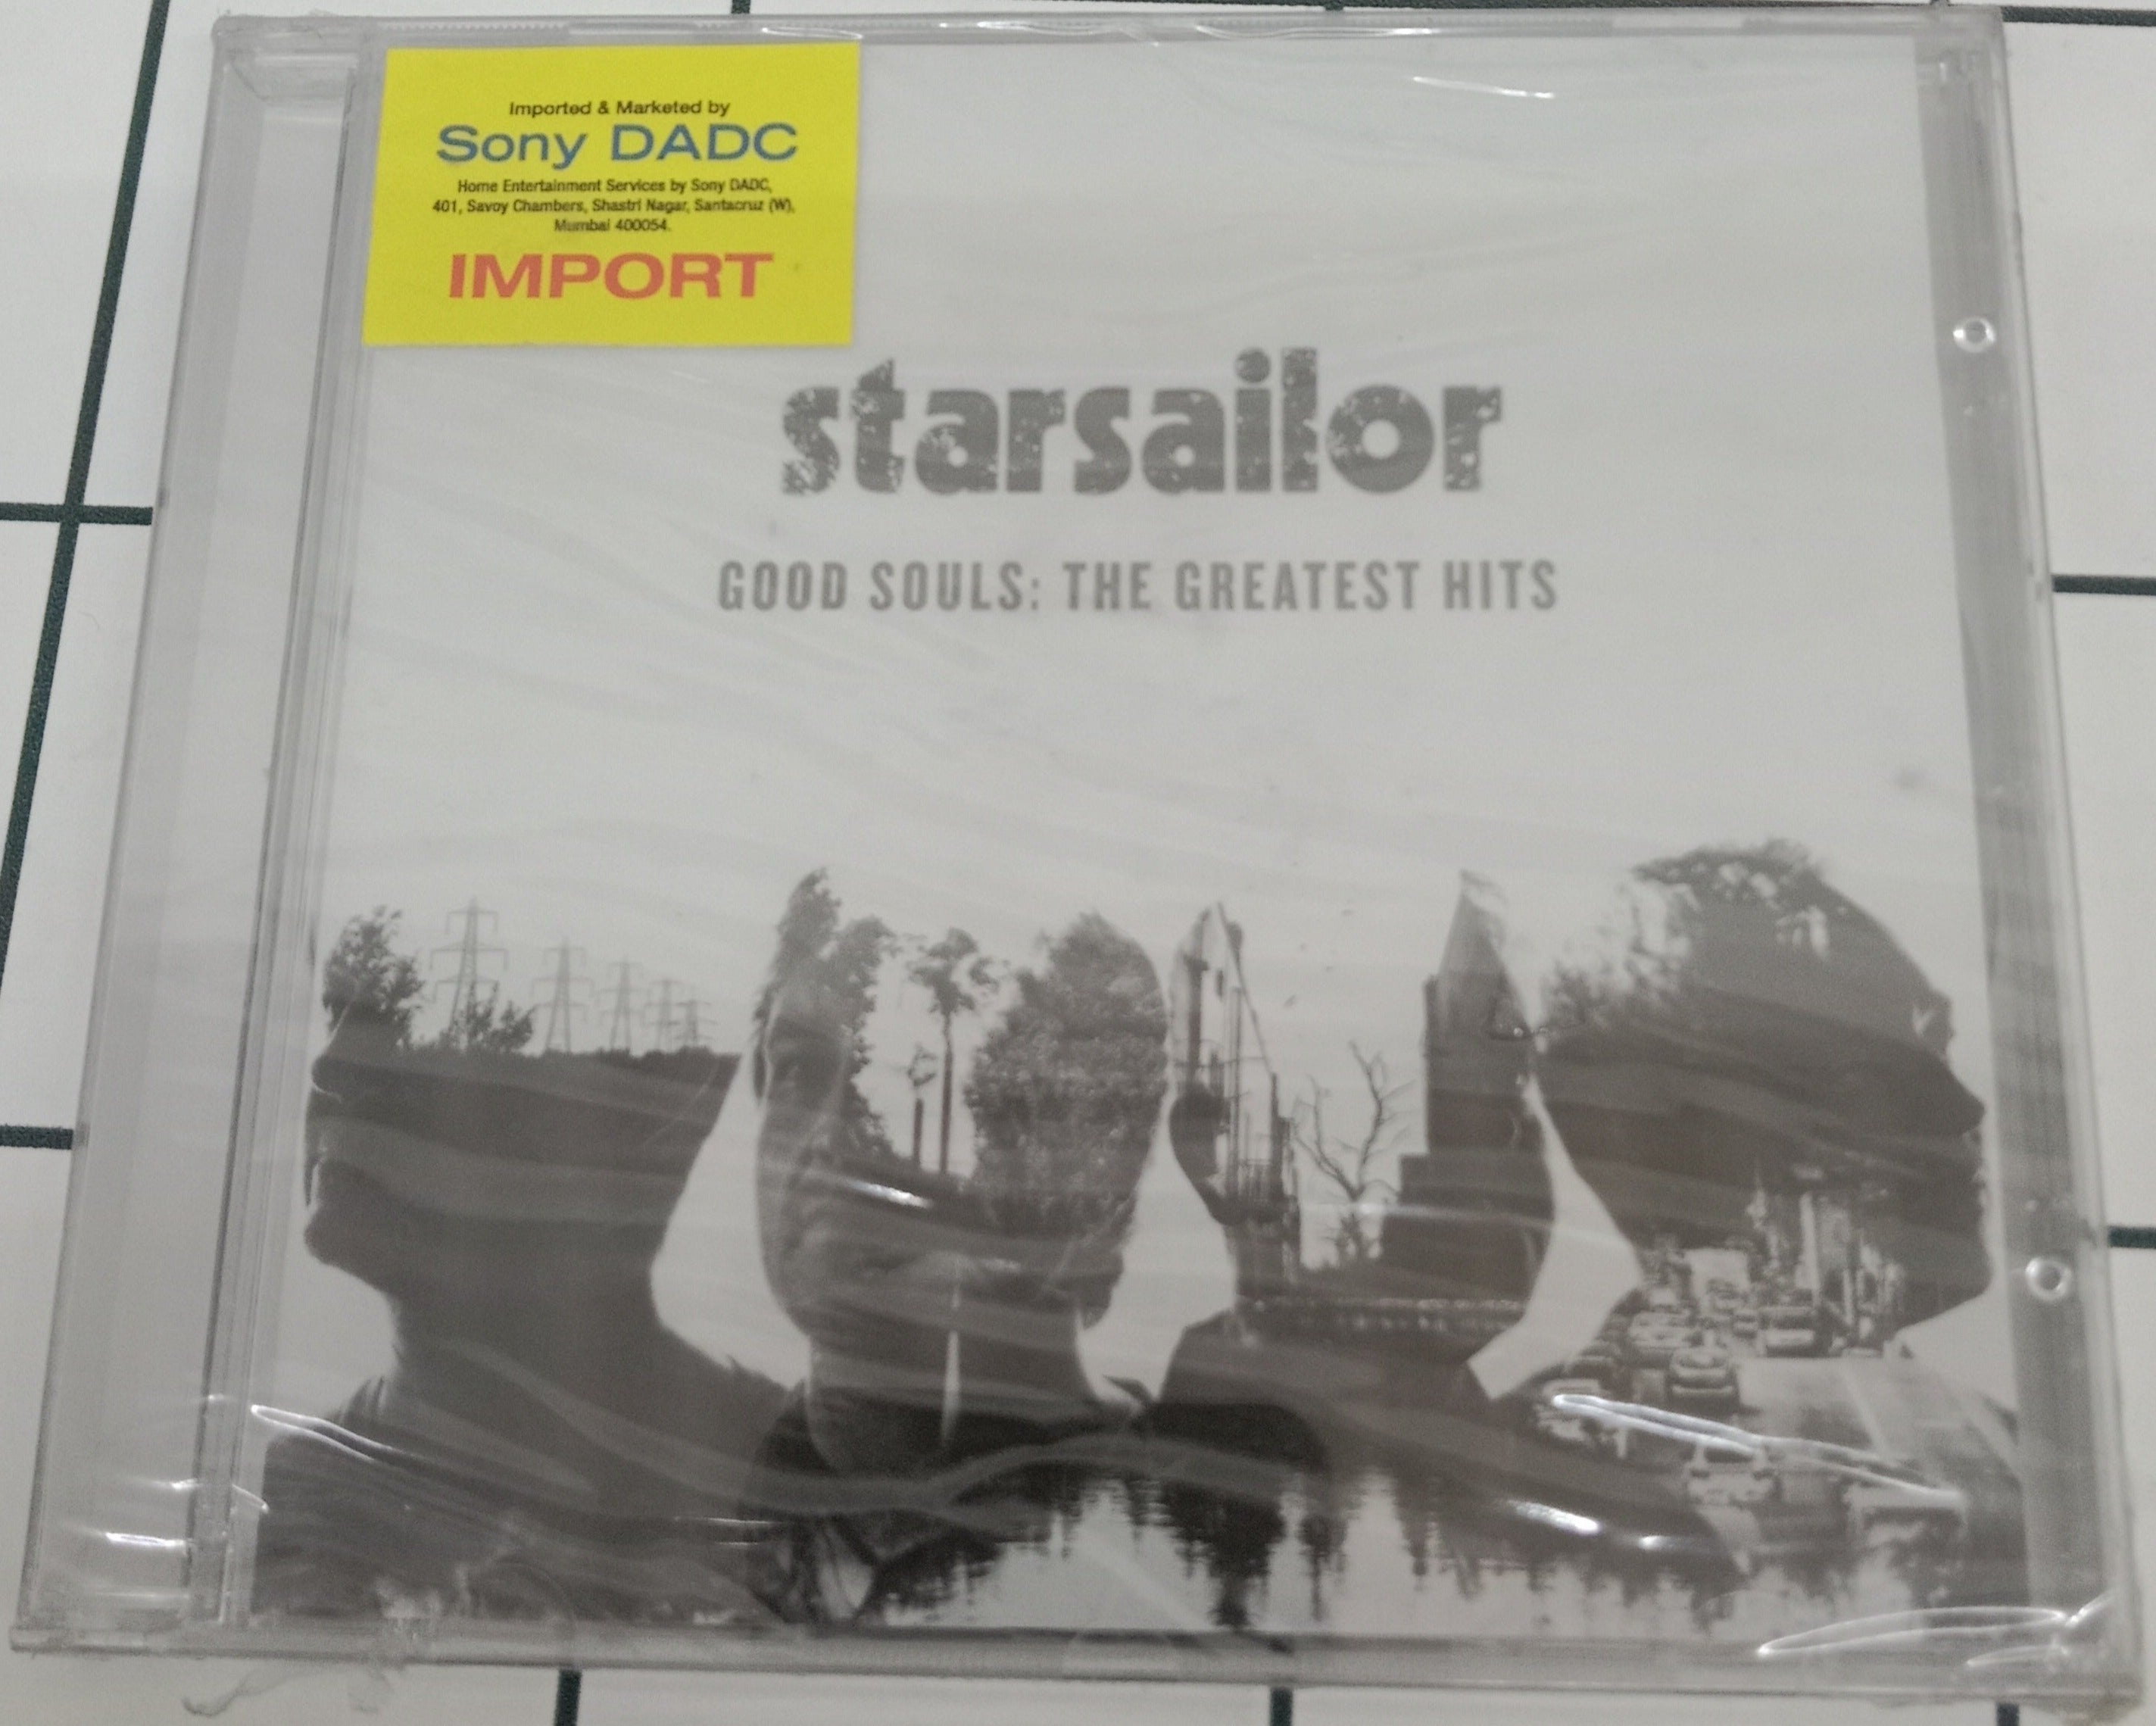 Imported & Marketed by
Sony DADC
Home Entertainment Services by Sony DADC,
401, Savoy Chambers, Shastri Nagar, Santacruz (W),
Mumbai 400054.
IMPORT
starsailor
GOOD SOULS: THE GREATEST HITS